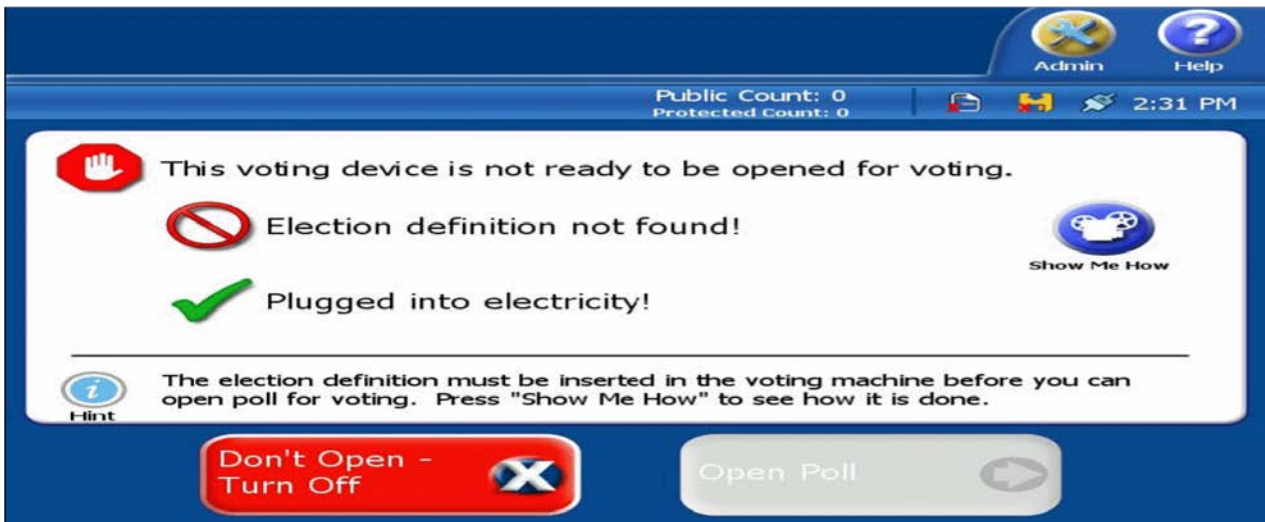 Admin
Help
Public Count: 0
Protected Count: 0
2:31 PM
This voting device is not ready to be opened for voting.
Election definition not found!
Show Me How
Plugged into electricity!
The election definition must be inserted in the voting machine before you can
open poll for voting. Press "Show Me How" to see how it is done.
Hint
Don't Open -
Turn Off
Open Poll